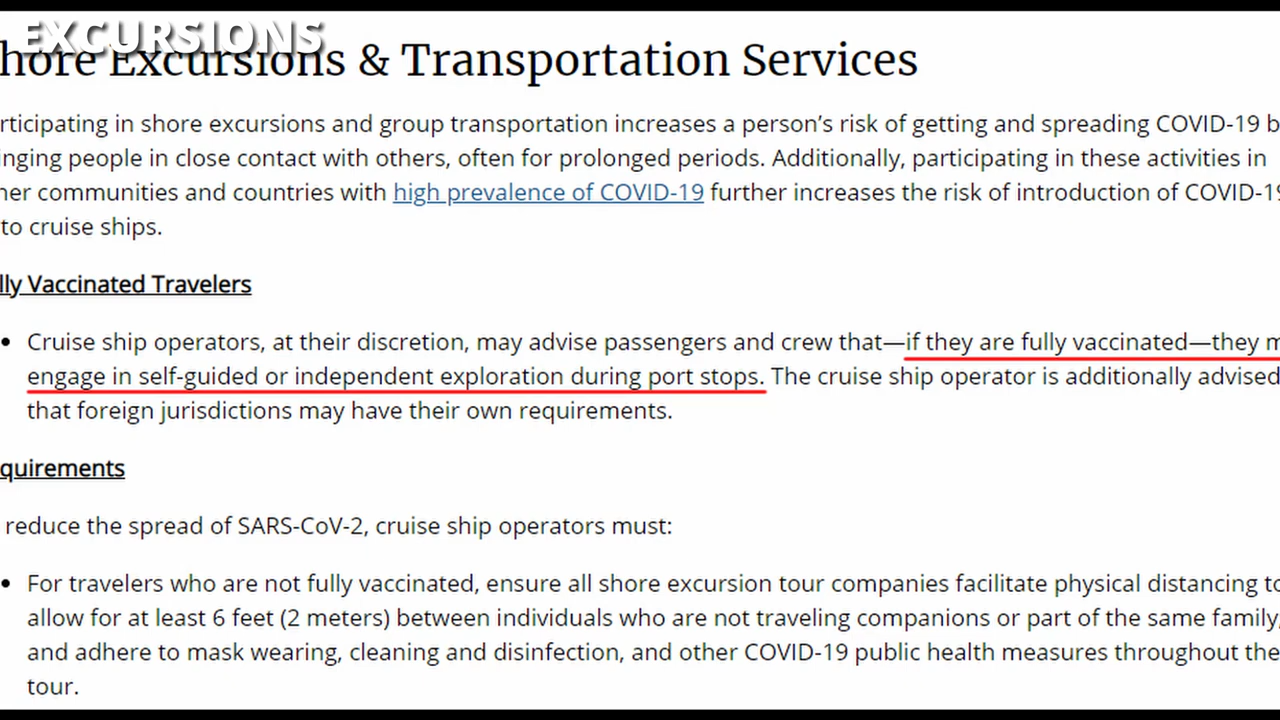 EXCURSIONS
hore Excursions & Transportation Services
rticipating in shore excursions and group transportation increases a person's risk of getting and spreading COVID-19 b
inging people in close contact with others, often for prolonged periods. Additionally, participating in these activities in
her communities and countries with high prevalence of COVID-19 further increases the risk of introduction of COVID-19
to cruise ships.
lly Vaccinated Travelers
• Cruise ship operators, at their discretion, may advise passengers and crew that—if they are fully vaccinated—they m
engage in self-guided or independent exploration during port stops. The cruise ship operator is additionally advised
that foreign jurisdictions may have their own requirements.
quirements
reduce the spread of SARS-CoV-2, cruise ship operators must:
• For travelers who are not fully vaccinated, ensure all shore excursion tour companies facilitate physical distancing to
allow for at least 6 feet (2 meters) between individuals who are not traveling companions or part of the same family,
and adhere to mask wearing, cleaning and disinfection, and other COVID-19 public health measures throughout the
tour.